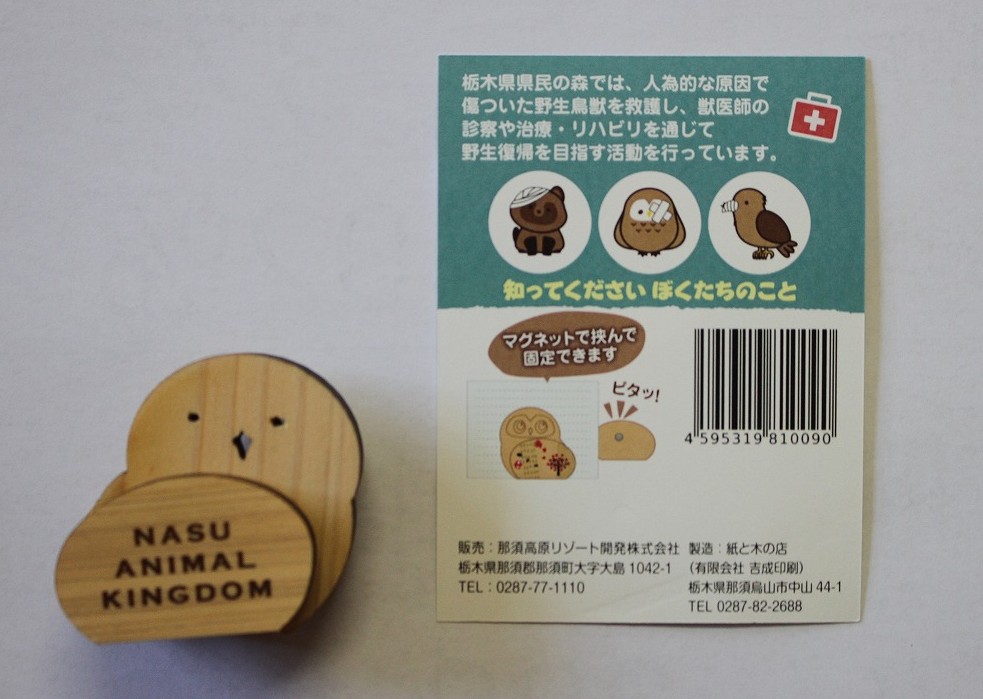 NASU
ANIMAL
KINGDOM
栃木県県民の森では、人為的な原因で
傷ついた野生鳥獣を救護し、獣医師の
診察や治療・リハビリを通じて
野生復帰を目指す活動を行っています。
知ってください ぼくたちのこと
マグネットで挟んで
固定できます
ピタッ!
4 595319 810090
販売：那須高原リゾート開発株式会社
栃木県那須郡那須町大字大島 1042-1
TEL：0287-77-1110
製造：紙と木の店
（有限会社 吉成印刷）
栃木県那須烏山市中山 44-1
TEL 0287-82-2688